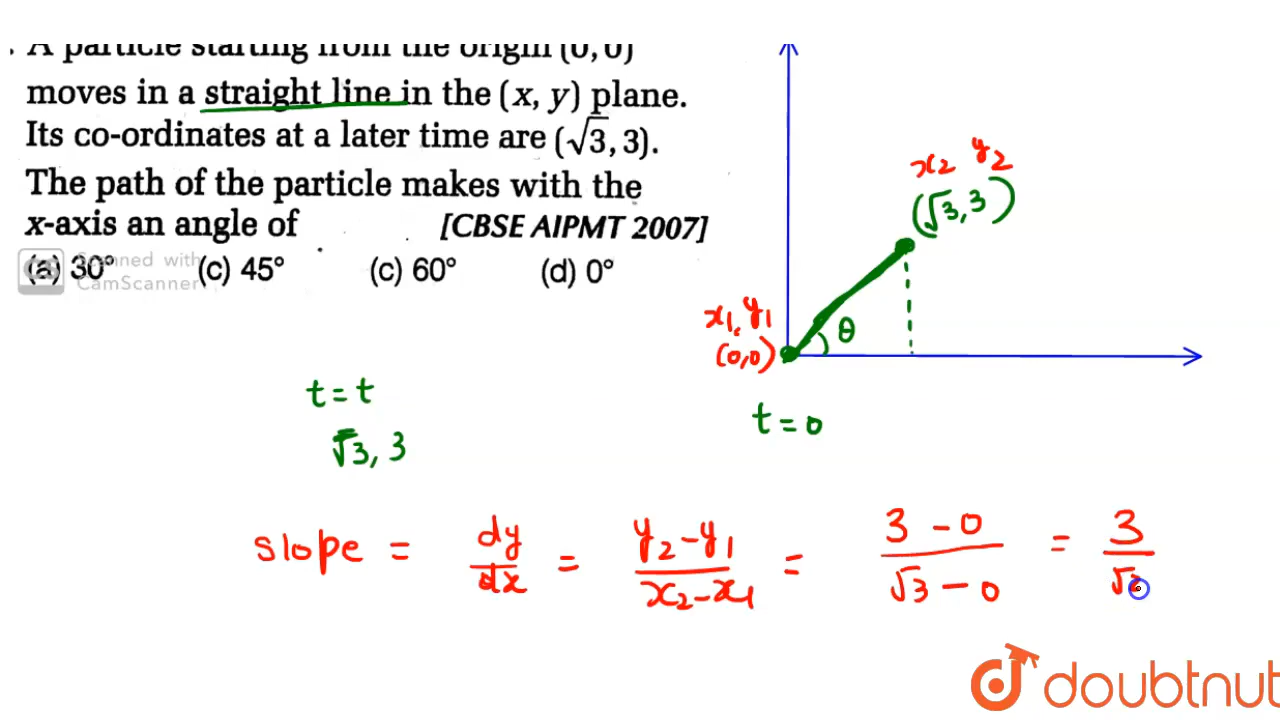 . A particle starting from the origin (0, 0)
moves in a straight line in the (x, y) plane.
Its co-ordinates at a later time are (√3, 3).
The path of the particle makes with the
x-axis an angle of [CBSE AIPMT 2007]
(a) 30° (c) 45° (c) 60° (d) 0°
CS Scanned with
CamScanner
x2 y2
(√3, 3)
x1, y1
(0,0)
θ
t = 0
t = t
√3, 3
slope = dy/dx = y2-y1/x2-x1 = 3-0/√3-0 = 3/√3
doubtnut